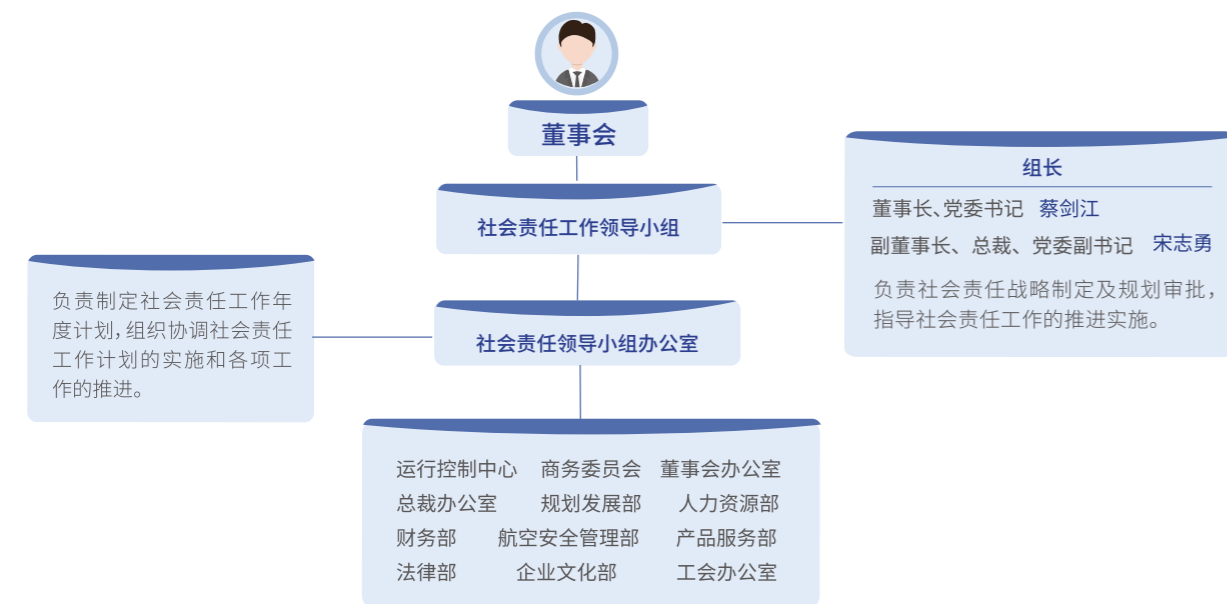 董事会
社会责任工作领导小组
组长
董事长、党委书记 蔡剑江
副董事长、总裁、党委副书记 宋志勇
负责社会责任战略制定及规划审批，
指导社会责任工作的推进实施。
社会责任领导小组办公室
负责制定社会责任工作年
度计划，组织协调社会责任
工作计划的实施和各项工
作的推进。
运行控制中心 商务委员会 董事会办公室
总裁办公室 规划发展部 人力资源部
财务部 航空安全管理部 产品服务部
法律部 企业文化部 工会办公室